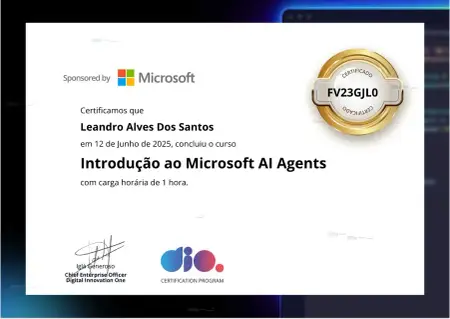 Sponsored by Microsoft
CERTIFICADO
FV23GJL0
CERTIFICADO
Certificamos que
Leandro Alves Dos Santos
em 12 de Junho de 2025, concluiu o curso
Introdução ao Microsoft AI Agents
com carga horária de 1 hora.
Iglá Generoso
Chief Enterprise Officer
Digital Innovation One
dio.
CERTIFICATION PROGRAM